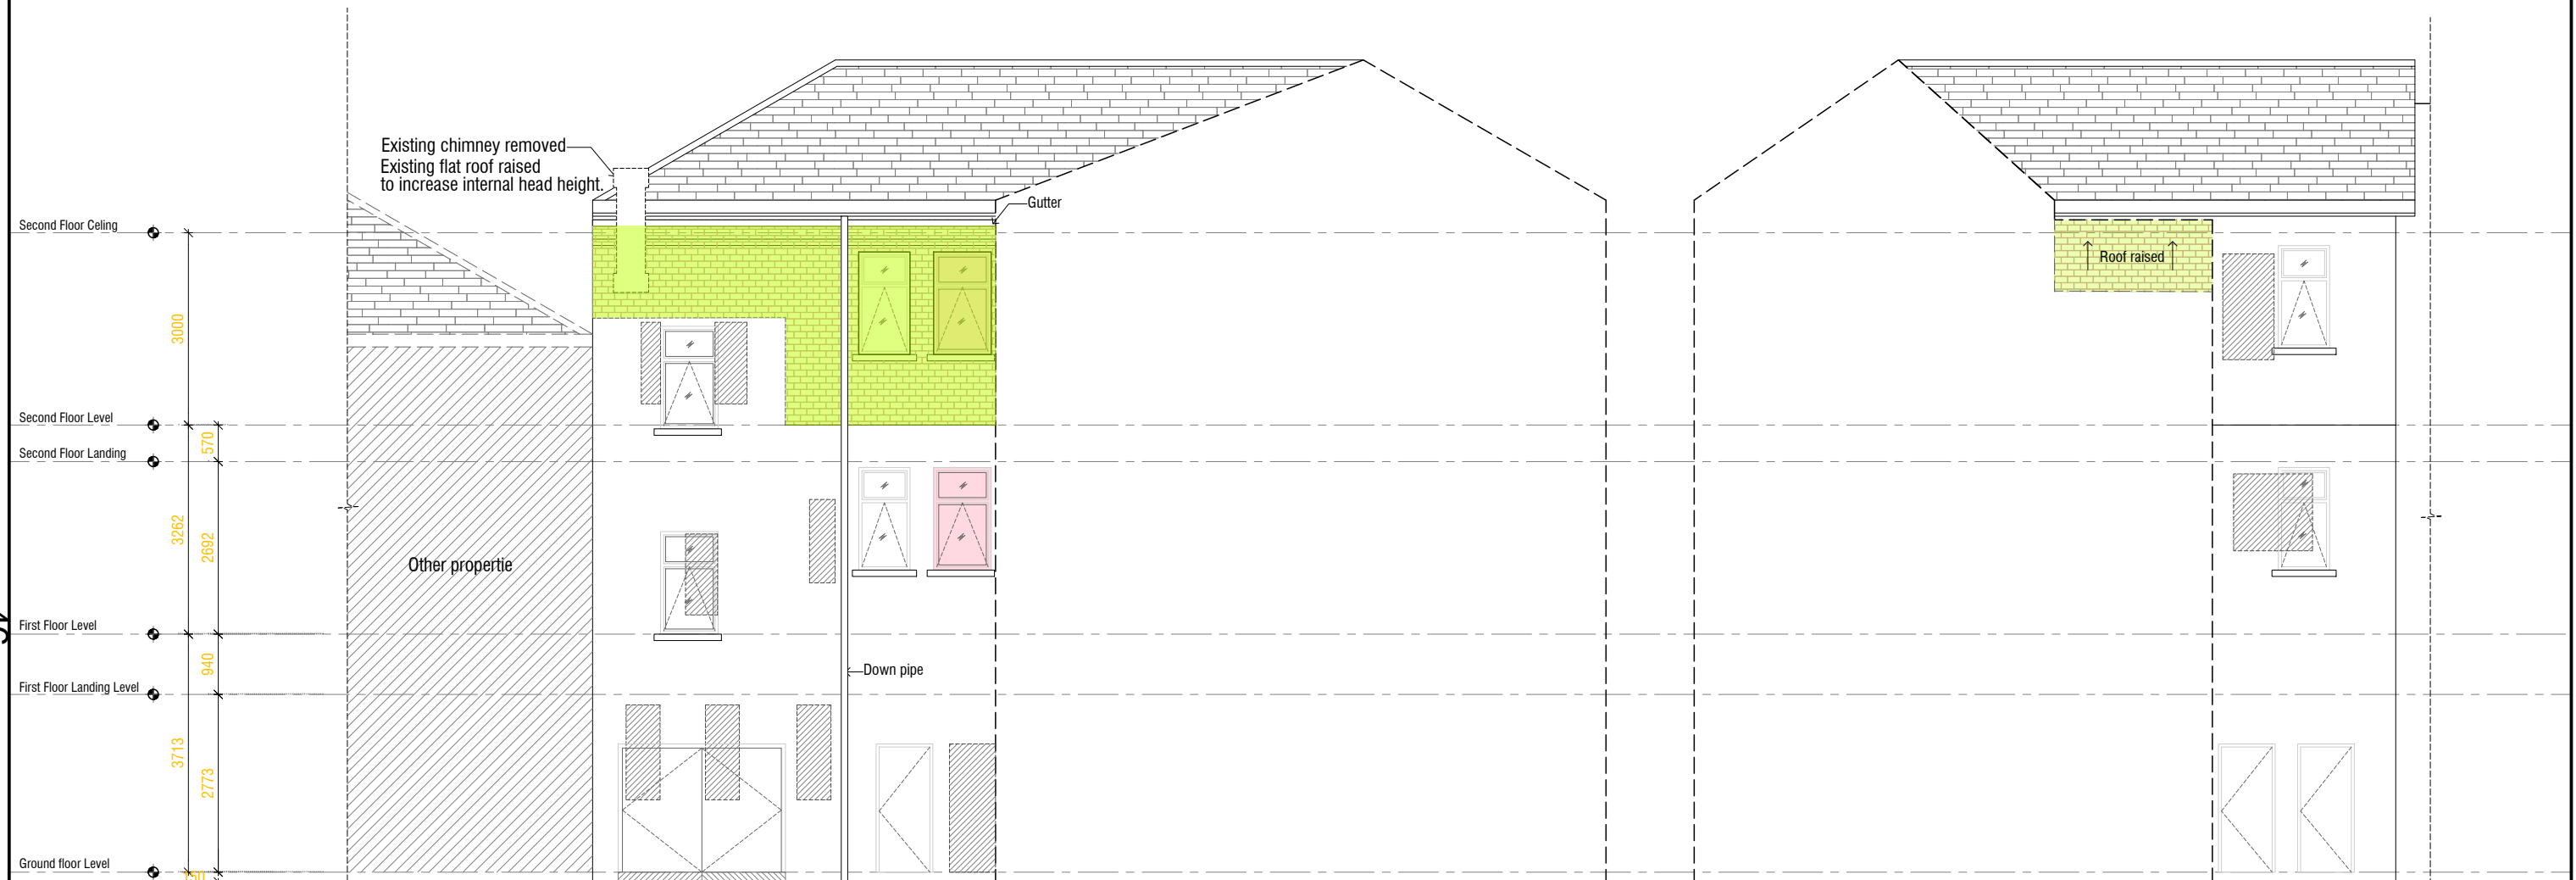 Existing chimney removed
Existing flat roof raised
to increase internal head height.
Gutter
Second Floor Celing
Roof raised
3000
Second Floor Level
570
Second Floor Landing
3262
2692
Other propertie
First Floor Level
940
Down pipe
First Floor Landing Level
3713
2773
Ground floor Level
150